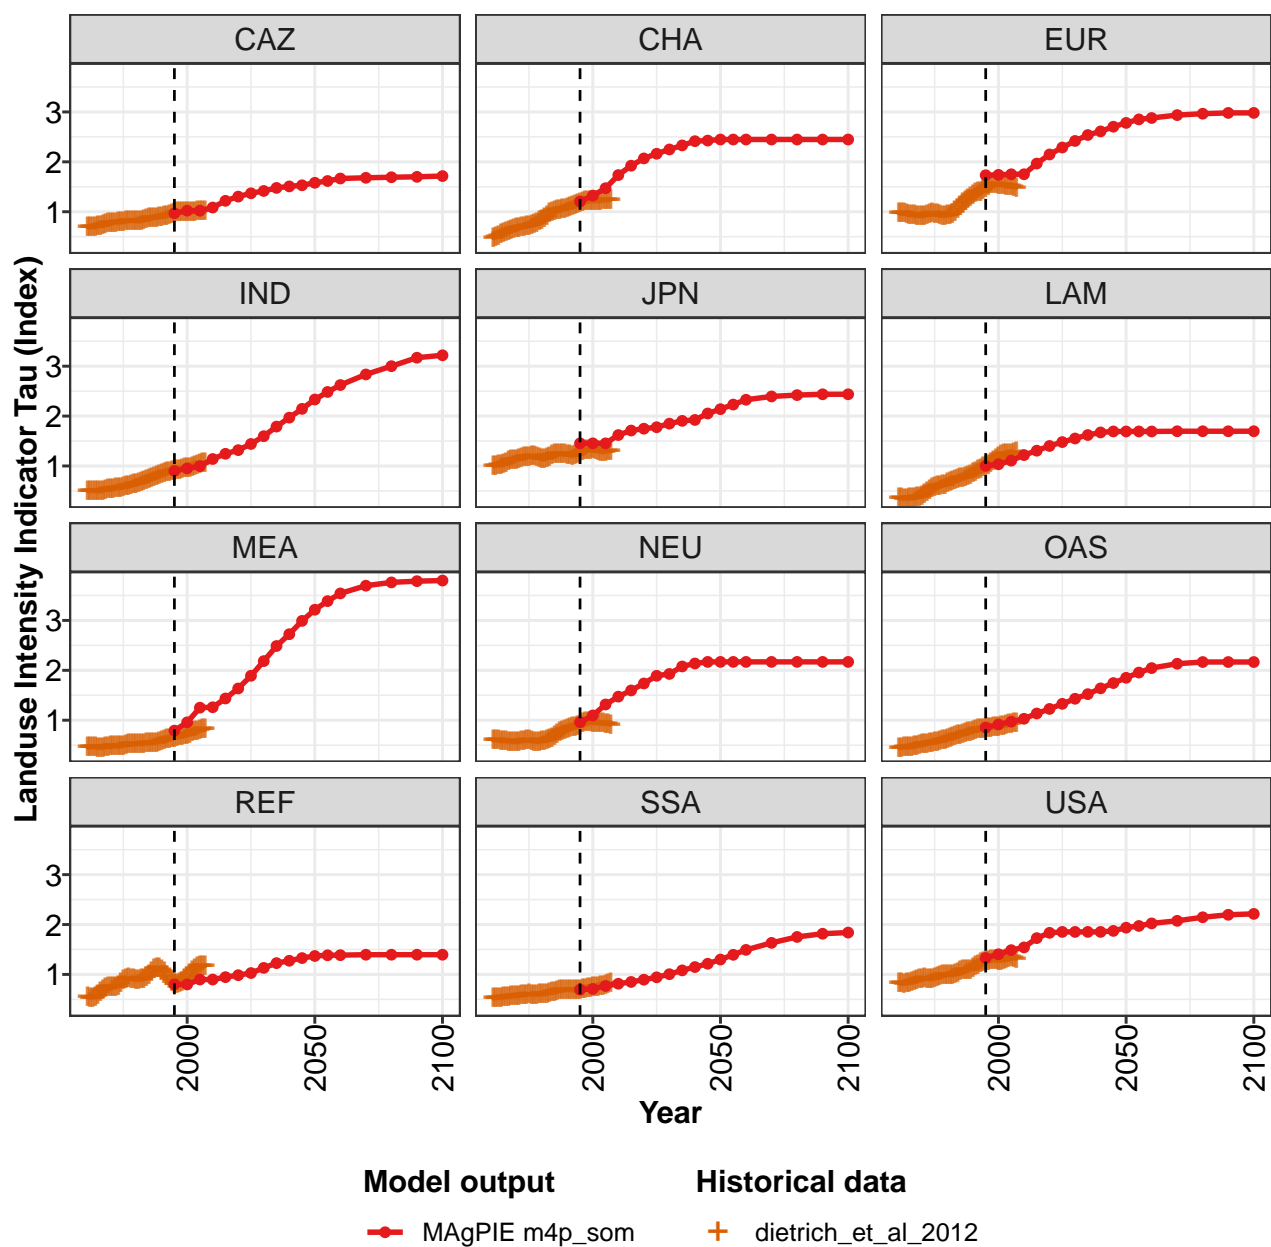 CAZ CHA EUR
3
2
1
IND JPN LAM
3
2
1
MEA NEU OAS
3
2
1
REF SSA USA
3
2
1
Landuse Intensity Indicator Tau (Index)
2000 2050 2100 2000 2050 2100 2000 2050 2100
Year
Model output Historical data
MAgPIE m4p_som dietrich_et_al_2012